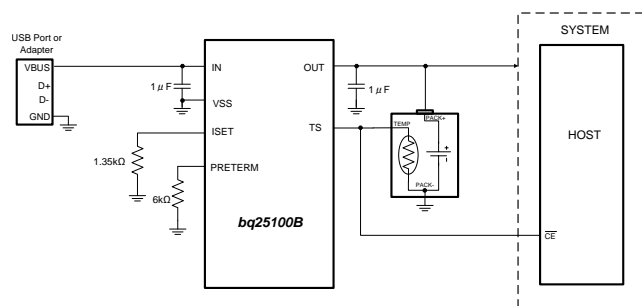 USB Port or
Adapter
VBUS
D+
D-
GND
1 μF
IN
VSS
ISET
PRETERM
1.35kΩ
6kΩ
bq25100B
OUT
TS
1 μF
TEMP
PACK+
+
-
PACK-
SYSTEM
HOST
CE